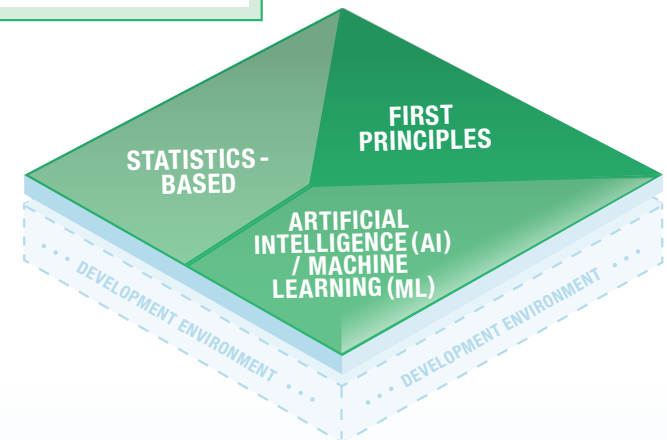 STATISTICS-
BASED
FIRST
PRINCIPLES
ARTIFICIAL
INTELLIGENCE (AI)
/ MACHINE
LEARNING (ML)
• • • DEVELOPMENT ENVIRONMENT • • •
• • • DEVELOPMENT ENVIRONMENT • • •